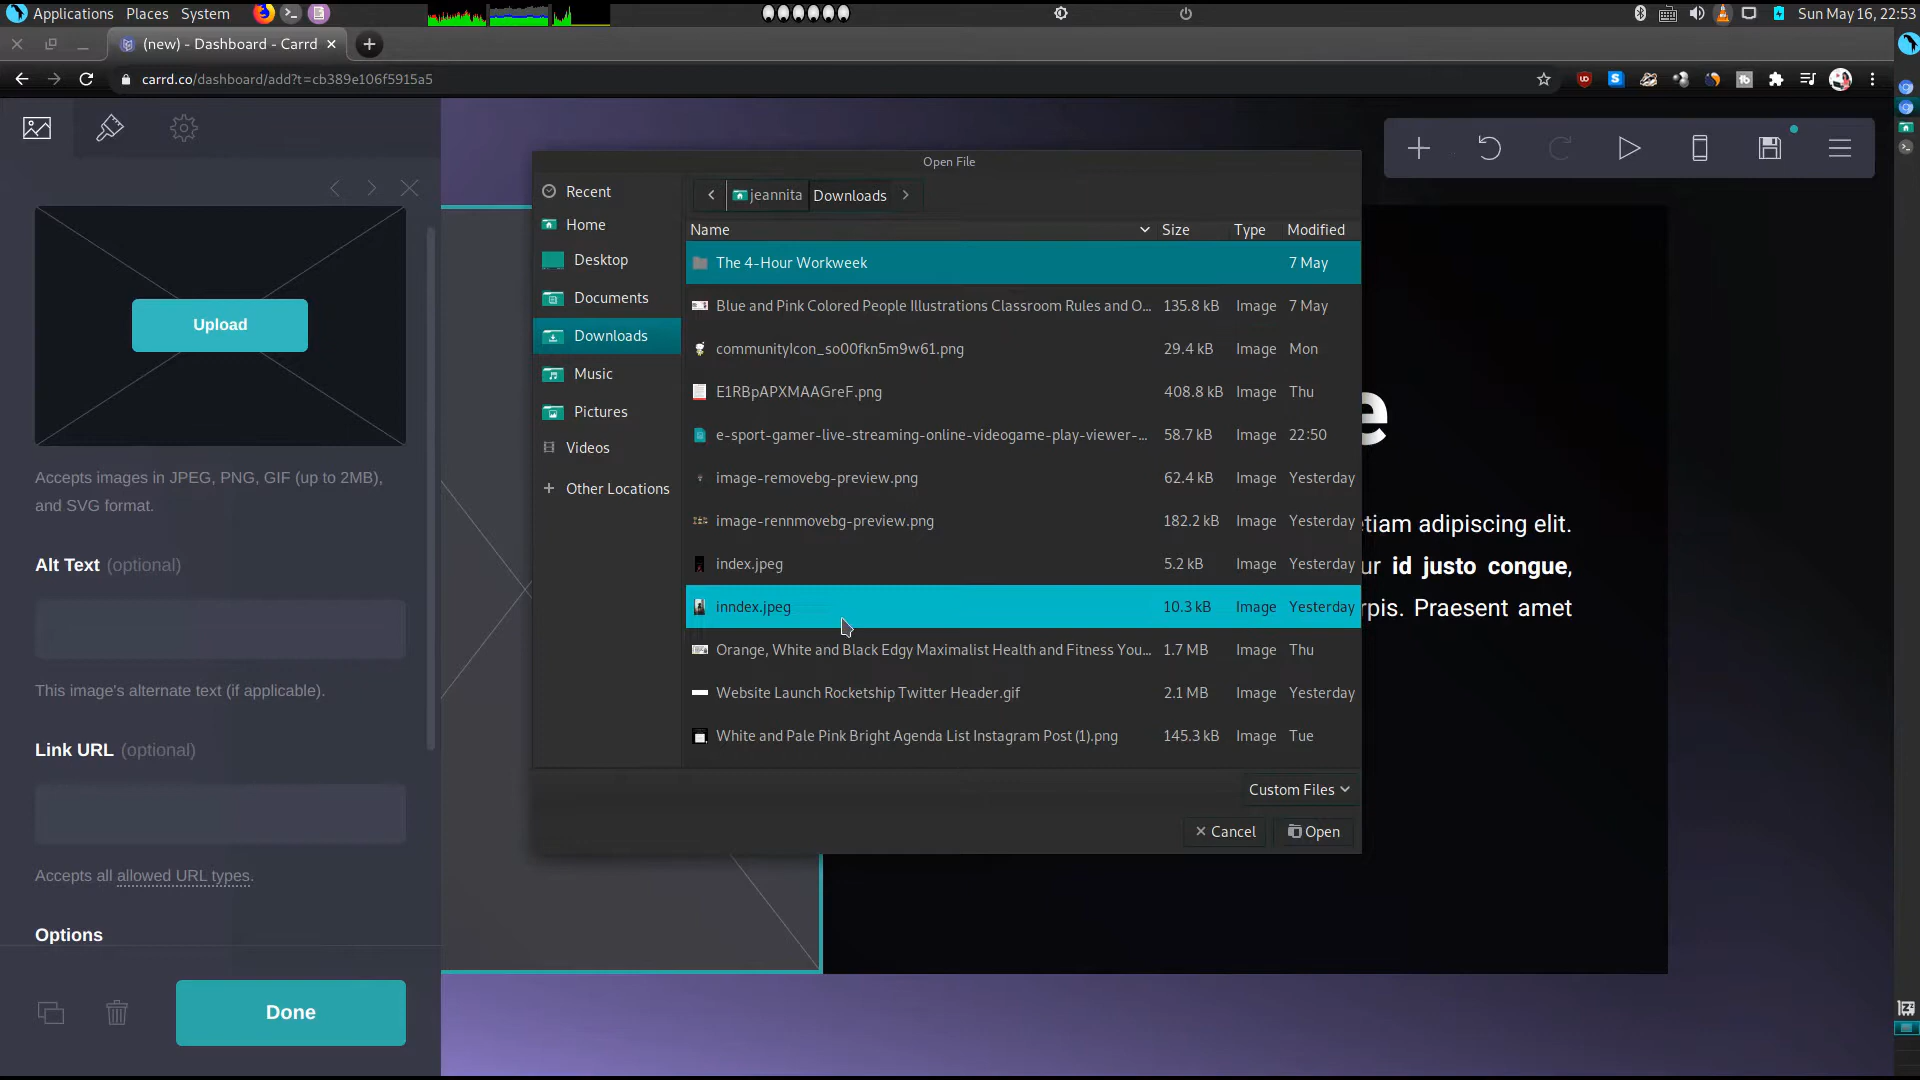 Applications Places System
Sun May 16, 22:53
(new) - Dashboard - Carrd
carrd.co/dashboard/add?t=cb389e106f5915a5
Upload
Accepts images in JPEG, PNG, GIF (up to 2MB),
and SVG format.
Alt Text (optional)
This image's alternate text (if applicable).
Link URL (optional)
Accepts all allowed URL types.
Options
Done
Open File
Recent
Home
Desktop
Documents
Downloads
Music
Pictures
Videos
Other Locations
jeannita Downloads
Name Size Type Modified
The 4-Hour Workweek 7 May
Blue and Pink Colored People Illustrations Classroom Rules and O... 135.8 kB Image 7 May
communityIcon_so00fkn5m9w61.png 29.4 kB Image Mon
E1RBpAPXMAAGreF.png 408.8 kB Image Thu
e-sport-gamer-live-streaming-online-videogame-play-viewer-... 58.7 kB Image 22:50
image-removebg-preview.png 62.4 kB Image Yesterday
image-rennmovebg-preview.png 182.2 kB Image Yesterday
index.jpeg 5.2 kB Image Yesterday
inndex.jpeg 10.3 kB Image Yesterday
Orange, White and Black Edgy Maximalist Health and Fitness You... 1.7 MB Image Thu
Website Launch Rocketship Twitter Header.gif 2.1 MB Image Yesterday
White and Pale Pink Bright Agenda List Instagram Post (1).png 145.3 kB Image Tue
Custom Files
Cancel Open
e
etiam adipiscing elit.
ur id justo congue,
rpis. Praesent amet